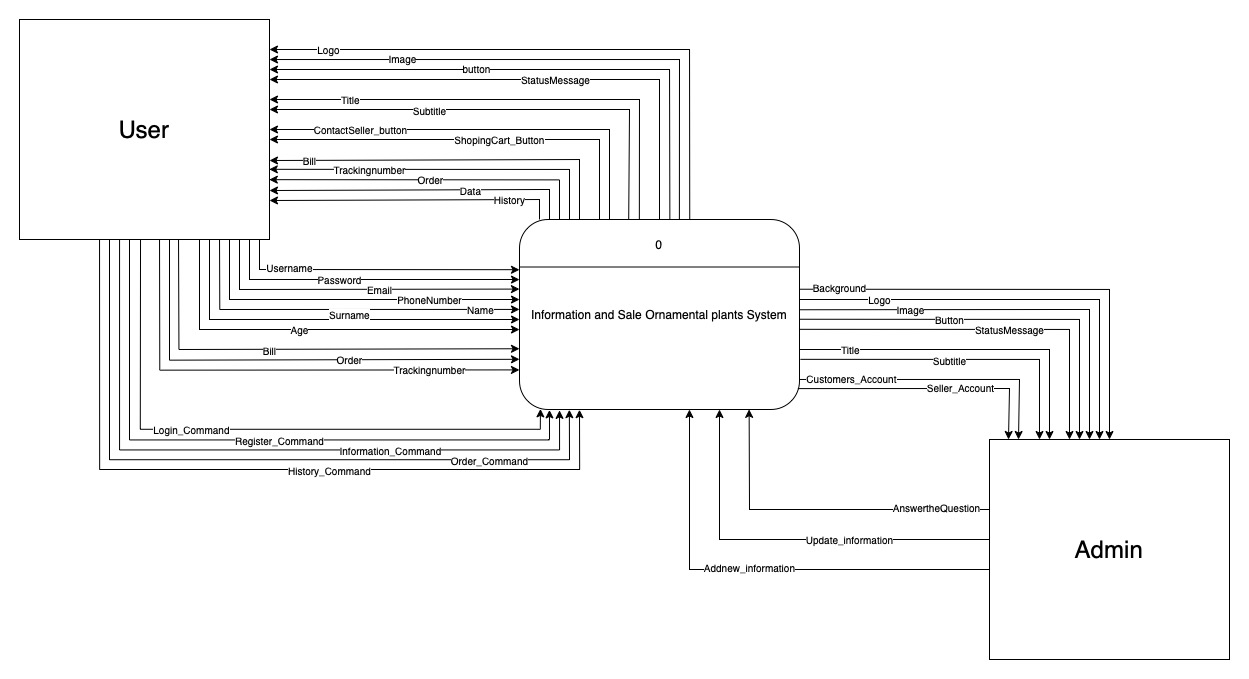 User
Logo
Image
button
StatusMessage
Title
Subtitle
ContactSeller_button
ShopingCart_Button
Bill
Trackingnumber
Order
Data
History
0
Information and Sale Ornamental plants System
Username
Password
Email
PhoneNumber
Name
Surname
Age
Bill
Order
Trackingnumber
Login_Command
Register_Command
Information_Command
Order_Command
History_Command
Background
Logo
Image
Button
StatusMessage
Title
Subtitle
Customers_Account
Seller_Account
AnswertheQuestion
Update_information
Addnew_information
Admin